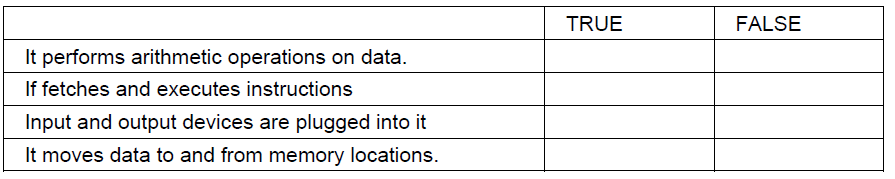 TRUE FALSE
It performs arithmetic operations on data.
If fetches and executes instructions
Input and output devices are plugged into it
It moves data to and from memory locations.